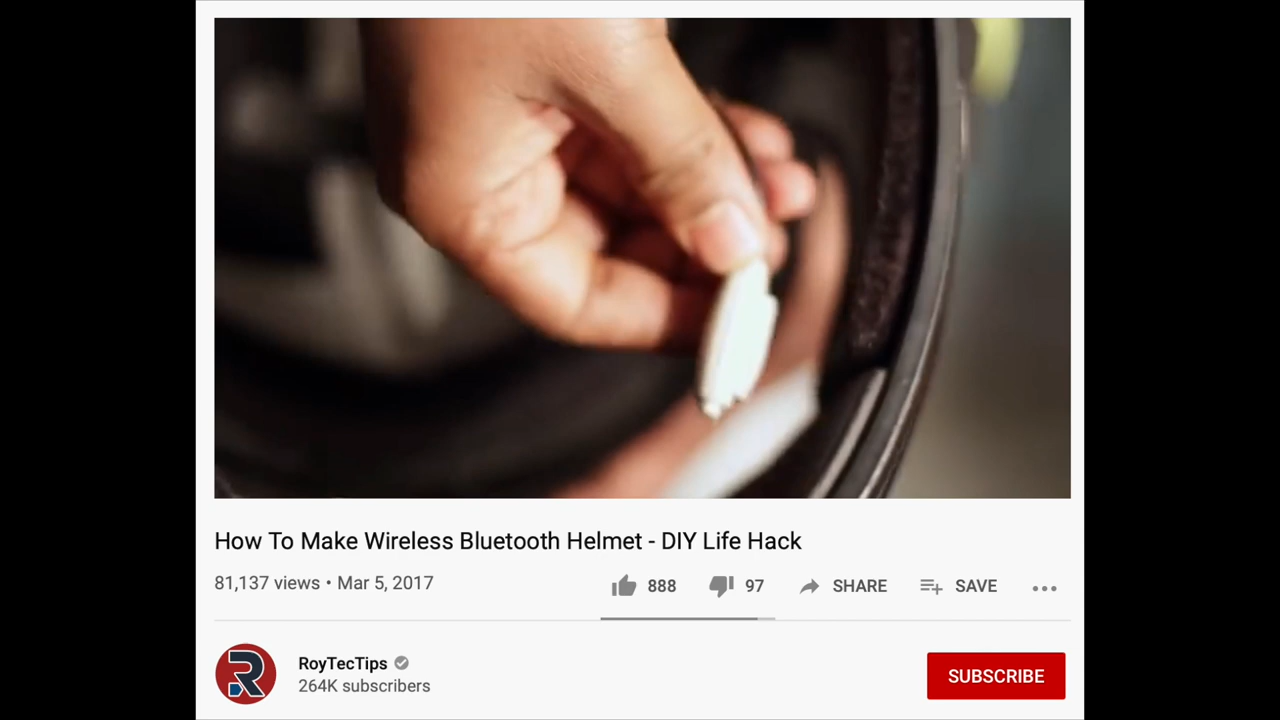 How To Make Wireless Bluetooth Helmet - DIY Life Hack
81,137 views • Mar 5, 2017
888
97
SHARE
SAVE
RoyTecTips
264K subscribers
SUBSCRIBE